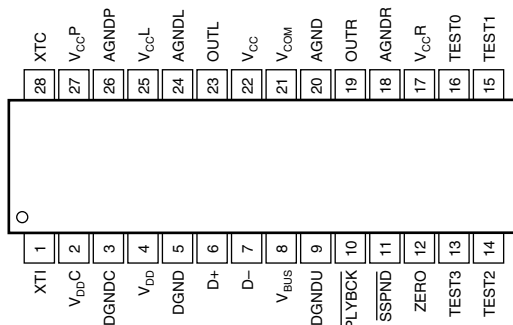 XTC
VCCP
AGNDP
VCCL
AGNDL
OUTL
VCC
VCOM
AGND
OUTR
AGNDR
VCCR
TEST0
TEST1
28 27 26 25 24 23 22 21 20 19 18 17 16 15
1 2 3 4 5 6 7 8 9 10 11 12 13 14
XTI
VDDC
DGNDC
VDD
DGND
D+
D−
VBUS
DGNDU
PLYBCK
SSPND
ZERO
TEST3
TEST2